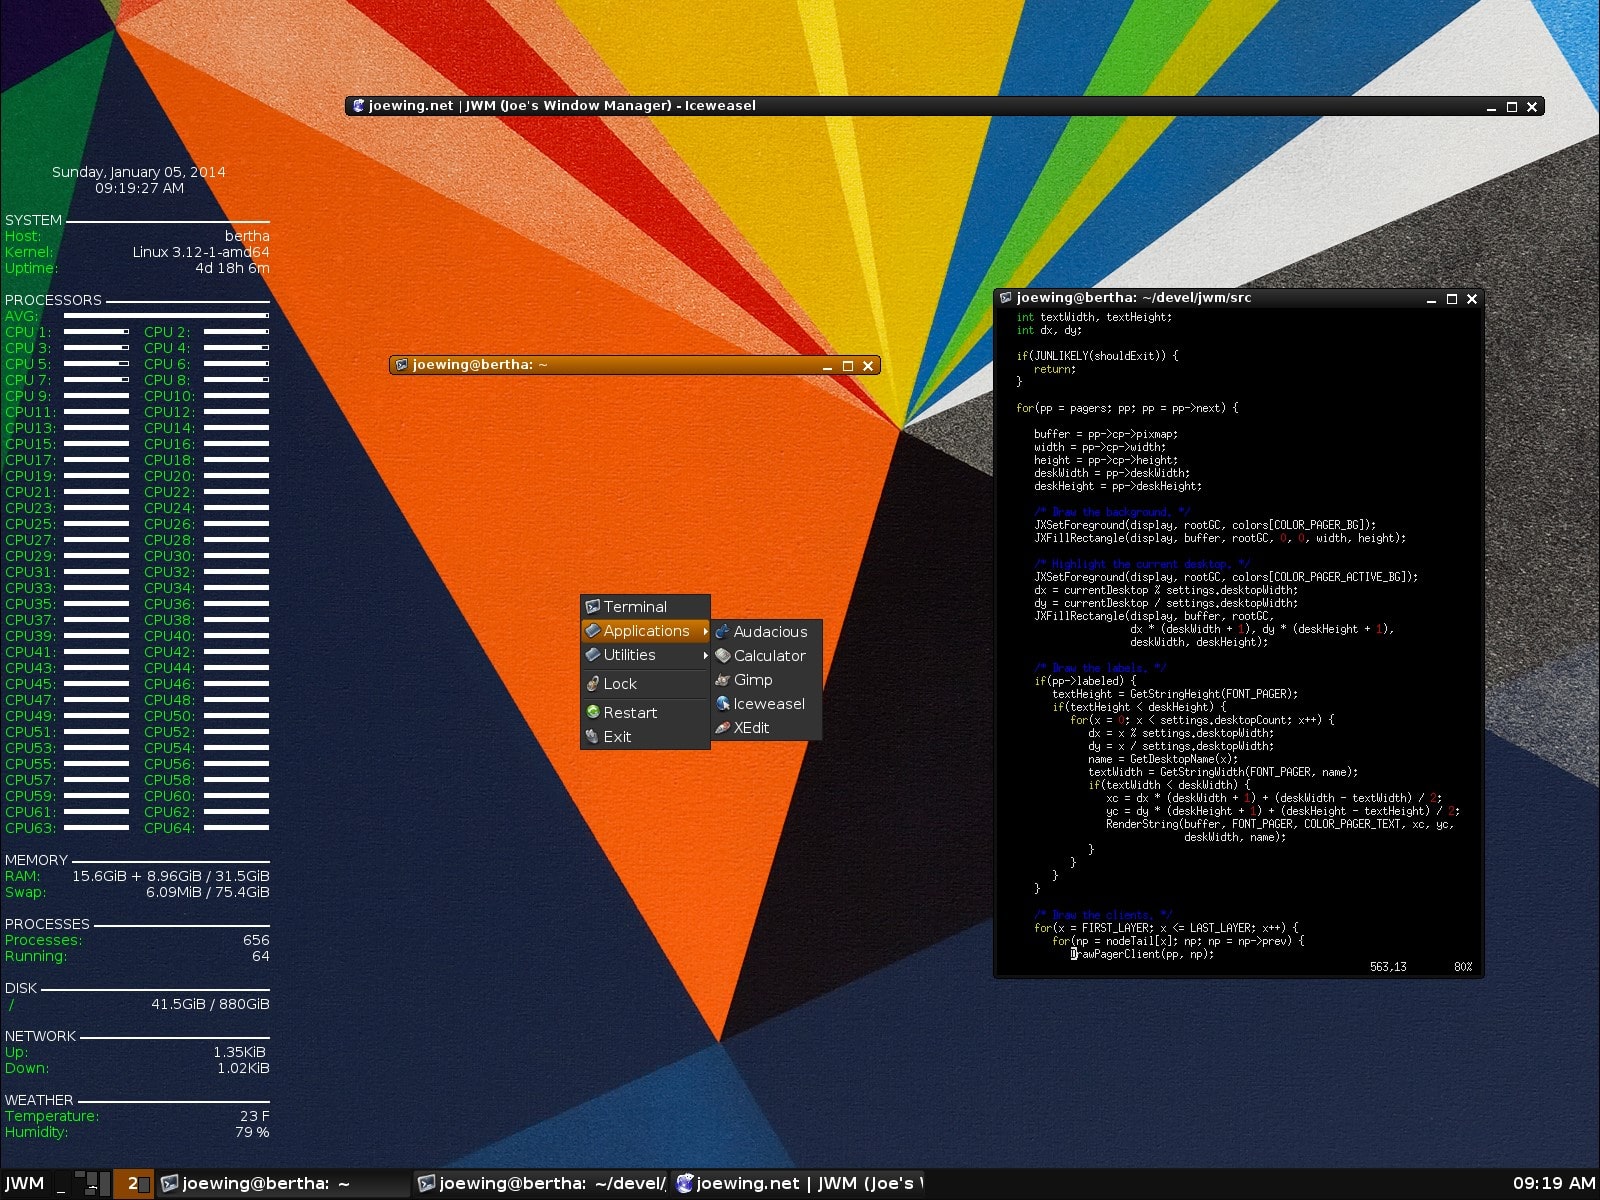 joewing.net | JWM (Joe's Window Manager) - Iceweasel
Sunday, January 05, 2014
09:19:27 AM
SYSTEM
Host: bertha
Kernel: Linux 3.12-1-amd64
Uptime: 4d 18h 6m
PROCESSORS
AVG:
CPU 1: CPU 2:
CPU 3: CPU 4:
CPU 5: CPU 6:
CPU 7: CPU 8:
CPU 9: CPU10:
CPU11: CPU12:
CPU13: CPU14:
CPU15: CPU16:
CPU17: CPU18:
CPU19: CPU20:
CPU21: CPU22:
CPU23: CPU24:
CPU25: CPU26:
CPU27: CPU28:
CPU29: CPU30:
CPU31: CPU32:
CPU33: CPU34:
CPU35: CPU36:
CPU37: CPU38:
CPU39: CPU40:
CPU41: CPU42:
CPU43: CPU44:
CPU45: CPU46:
CPU47: CPU48:
CPU49: CPU50:
CPU51: CPU52:
CPU53: CPU54:
CPU55: CPU56:
CPU57: CPU58:
CPU59: CPU60:
CPU61: CPU62:
CPU63: CPU64:
MEMORY
RAM: 15.6GiB + 8.96GiB / 31.5GiB
Swap: 6.09MiB / 75.4GiB
PROCESSES
Processes: 656
Running: 64
DISK
/ 41.5GiB / 880GiB
NETWORK
Up: 1.35KiB
Down: 1.02KiB
WEATHER
Temperature: 23 F
Humidity: 79 %
joewing@bertha: ~
Terminal
Applications
Utilities
Lock
Restart
Exit
Audacious
Calculator
Gimp
Iceweasel
XEdit
joewing@bertha: ~/devel/jwm/src
int textWidth, textHeight;
int dx, dy;
if(JUNLIKELY(shouldExit)) {
return;
}
for(pp = pagers; pp; pp = pp->next) {
buffer = pp->cp->pixmap;
width = pp->cp->width;
height = pp->cp->height;
deskWidth = pp->deskWidth;
deskHeight = pp->deskHeight;
/* Draw the background. */
JXSetForeground(display, rootGC, colors[COLOR_PAGER_BG]);
JXFillRectangle(display, buffer, rootGC, 0, 0, width, height);
/* Highlight the current desktop. */
JXSetForeground(display, rootGC, colors[COLOR_PAGER_ACTIVE_BG]);
dx = currentDesktop % settings.desktopWidth;
dy = currentDesktop / settings.desktopWidth;
JXFillRectangle(display, buffer, rootGC,
dx * (deskWidth + 1), dy * (deskHeight + 1),
deskWidth, deskHeight);
/* Draw the labels. */
if(pp->labeled) {
textHeight = GetStringHeight(FONT_PAGER);
if(textHeight < deskHeight) {
for(x = 0; x < settings.desktopCount; x++) {
dx = x % settings.desktopWidth;
dy = x / settings.desktopWidth;
name = GetDesktopName(x);
textWidth = GetStringWidth(FONT_PAGER, name);
if(textWidth < deskWidth) {
xc = dx * (deskWidth + 1) + (deskWidth - textWidth) / 2;
yc = dy * (deskHeight + 1) + (deskHeight - textHeight) / 2;
RenderString(buffer, FONT_PAGER, COLOR_PAGER_TEXT, xc, yc,
deskWidth, name);
}
}
}
}
/* Draw the clients. */
for(x = FIRST_LAYER; x <= LAST_LAYER; x++) {
for(np = nodeTail[x]; np; np = np->prev) {
DrawPagerClient(pp, np);
563,13 80%
JWM _ 2 joewing@bertha: ~ joewing@bertha: ~/devel/ joewing.net | JWM (Joe's 09:19 AM